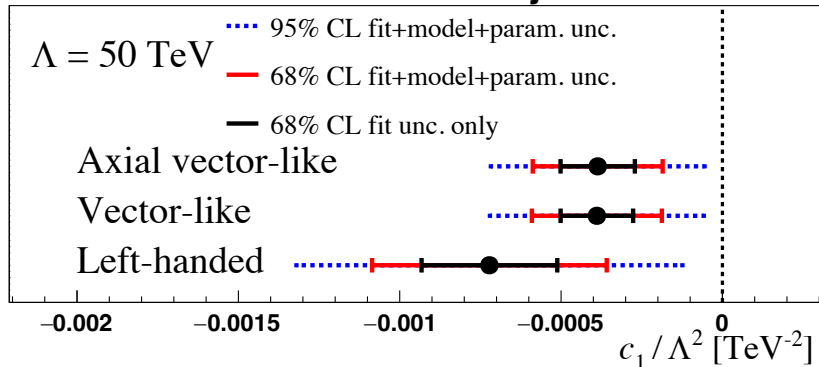 95% CL fit+model+param. unc.
Λ = 50 TeV
68% CL fit+model+param. unc.
68% CL fit unc. only
Axial vector-like
Vector-like
Left-handed
−0.002 −0.0015 −0.001 −0.0005 0
c₁/Λ² [TeV⁻²]